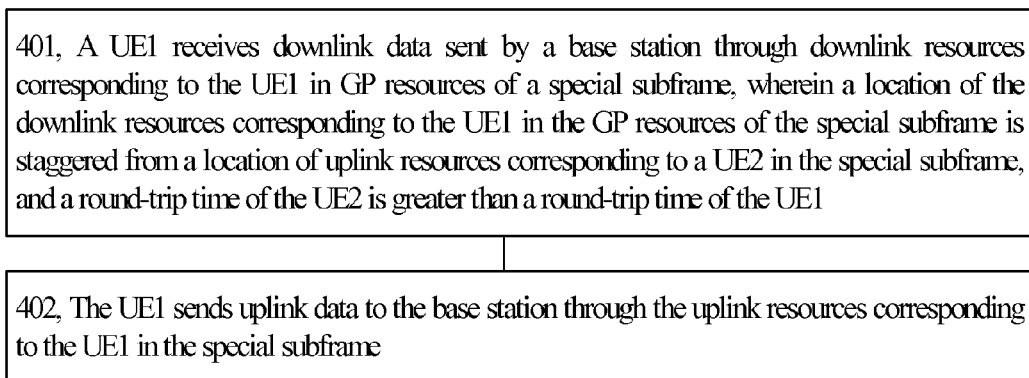 401, A UE1 receives downlink data sent by a base station through downlink resources
corresponding to the UE1 in GP resources of a special subframe, wherein a location of the
downlink resources corresponding to the UE1 in the GP resources of the special subframe is
staggered from a location of uplink resources corresponding to a UE2 in the special subframe,
and a round-trip time of the UE2 is greater than a round-trip time of the UE1
402, The UE1 sends uplink data to the base station through the uplink resources corresponding
to the UE1 in the special subframe